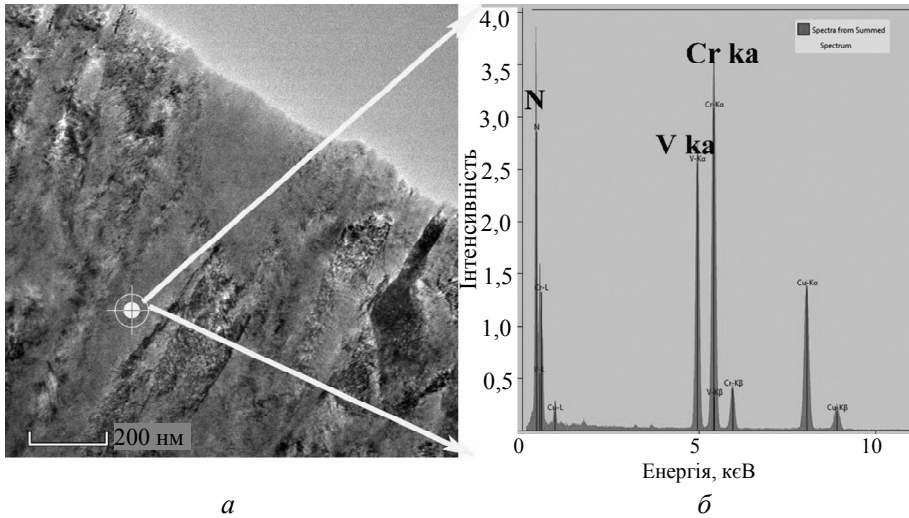 4,0
Spectra from Summed
Spectrum
3,5
Cr ka
Cr-Kα
3,0
N
N
V ka
V-Kα
2,5
Інтенсивність
2,0
1,5
Cr-L
Cu-Kα
1,0
V-L
0,5
V-Kβ
Cr-Kβ
Cu-L
Cu-Kβ
0
5
10
Енергія, кєВ
200 нм
а
б